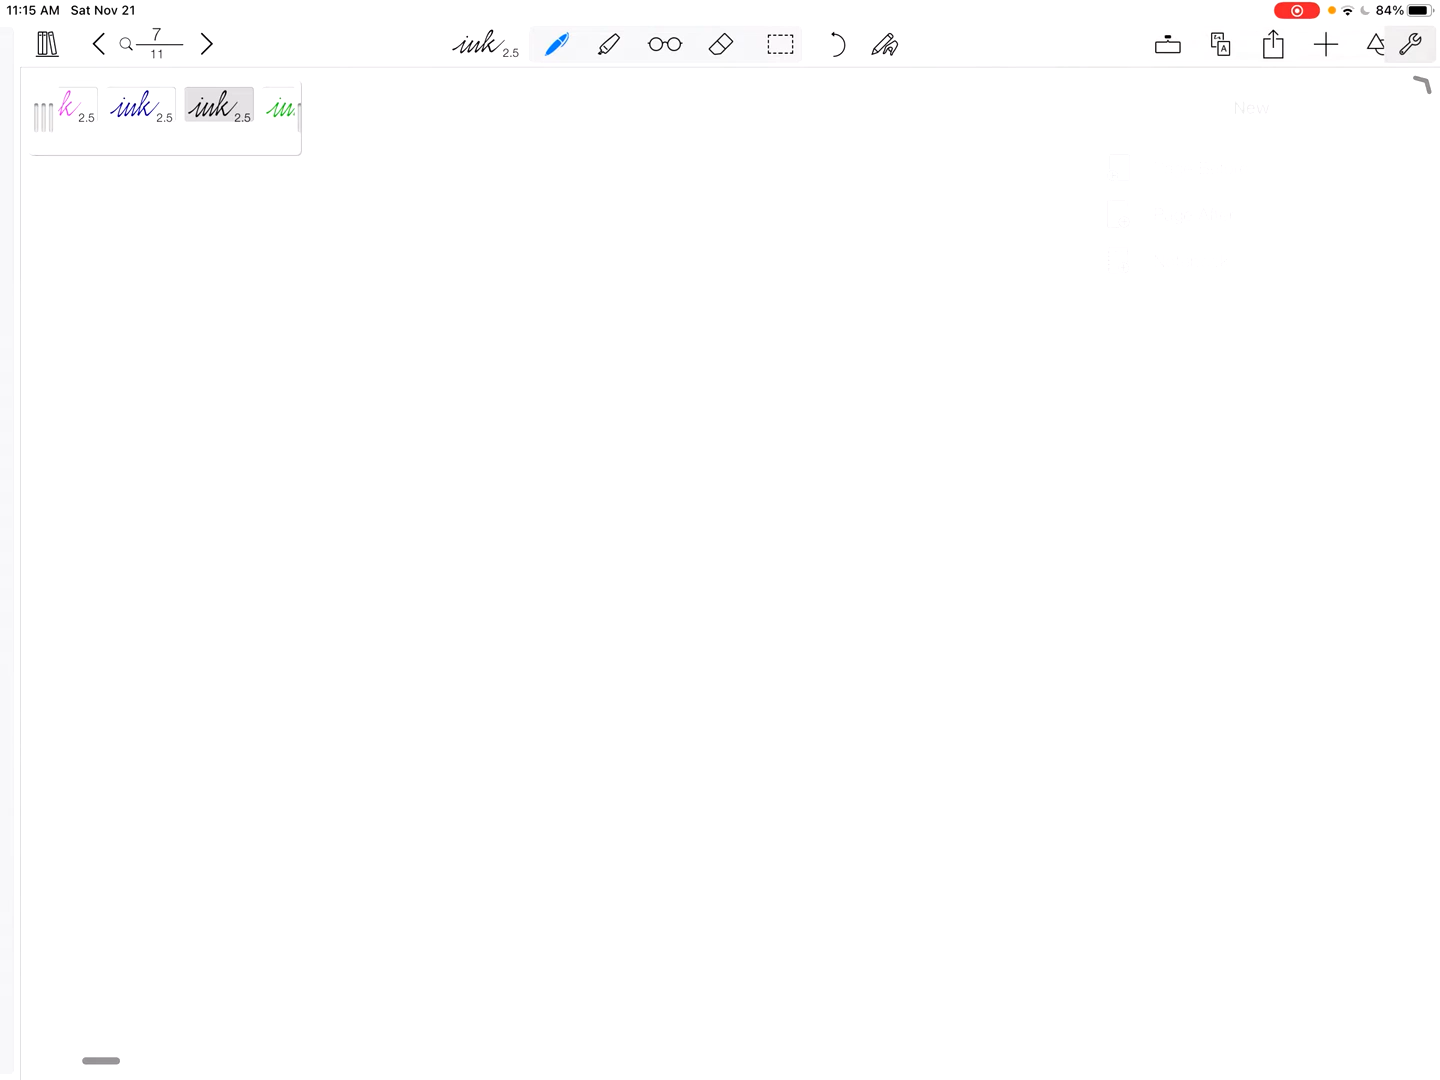 11:15 AM Sat Nov 21 84%
7
11
ink 2.5
k 2.5 ink 2.5 ink 2.5 in
New